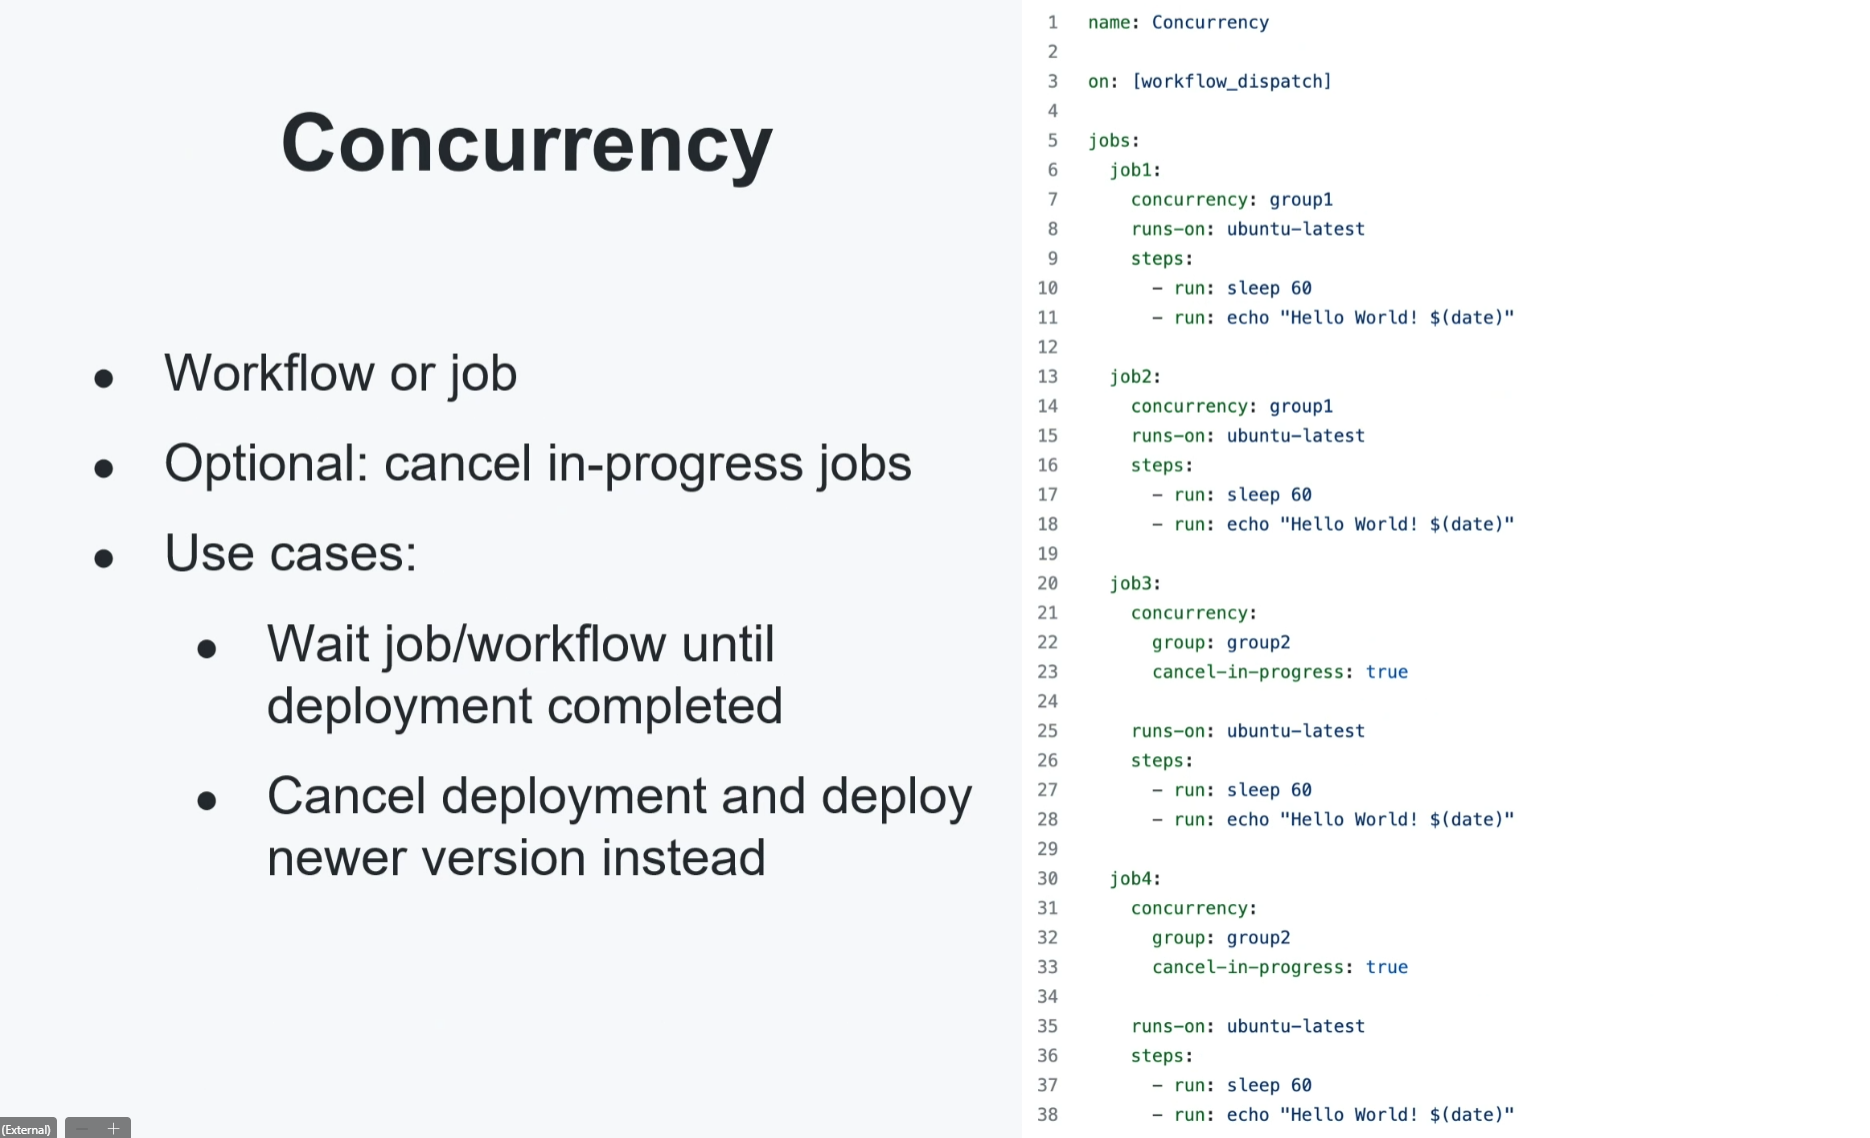 Concurrency
● Workflow or job
● Optional: cancel in-progress jobs
● Use cases:
● Wait job/workflow until
deployment completed
● Cancel deployment and deploy
newer version instead
1 name: Concurrency
2
3 on: [workflow_dispatch]
4
5 jobs:
6   job1:
7     concurrency: group1
8     runs-on: ubuntu-latest
9     steps:
10       - run: sleep 60
11       - run: echo "Hello World! $(date)"
12
13   job2:
14     concurrency: group1
15     runs-on: ubuntu-latest
16     steps:
17       - run: sleep 60
18       - run: echo "Hello World! $(date)"
19
20   job3:
21     concurrency:
22       group: group2
23       cancel-in-progress: true
24
25     runs-on: ubuntu-latest
26     steps:
27       - run: sleep 60
28       - run: echo "Hello World! $(date)"
29
30   job4:
31     concurrency:
32       group: group2
33       cancel-in-progress: true
34
35     runs-on: ubuntu-latest
36     steps:
37       - run: sleep 60
38       - run: echo "Hello World! $(date)"
(External) − +